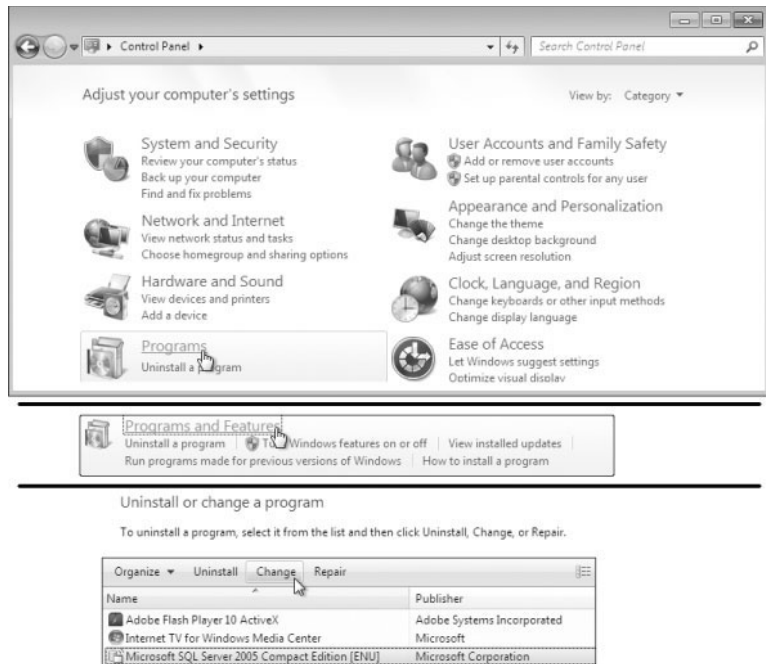 Control Panel
Search Control Panel
Adjust your computer's settings
View by: Category
System and Security
Review your computer's status
Back up your computer
Find and fix problems
Network and Internet
View network status and tasks
Choose homegroup and sharing options
Hardware and Sound
View devices and printers
Add a device
Programs
Uninstall a program
User Accounts and Family Safety
Add or remove user accounts
Set up parental controls for any user
Appearance and Personalization
Change the theme
Change desktop background
Adjust screen resolution
Clock, Language, and Region
Change keyboards or other input methods
Change display language
Ease of Access
Let Windows suggest settings
Optimize visual display
Programs and Features
Uninstall a program Windows features on or off View installed updates
Run programs made for previous versions of Windows How to install a program
Uninstall or change a program
To uninstall a program, select it from the list and then click Uninstall, Change, or Repair.
Organize Uninstall Change Repair
Name Publisher
Adobe Flash Player 10 ActiveX Adobe Systems Incorporated
Internet TV for Windows Media Center Microsoft
Microsoft SQL Server 2005 Compact Edition [ENU] Microsoft Corporation